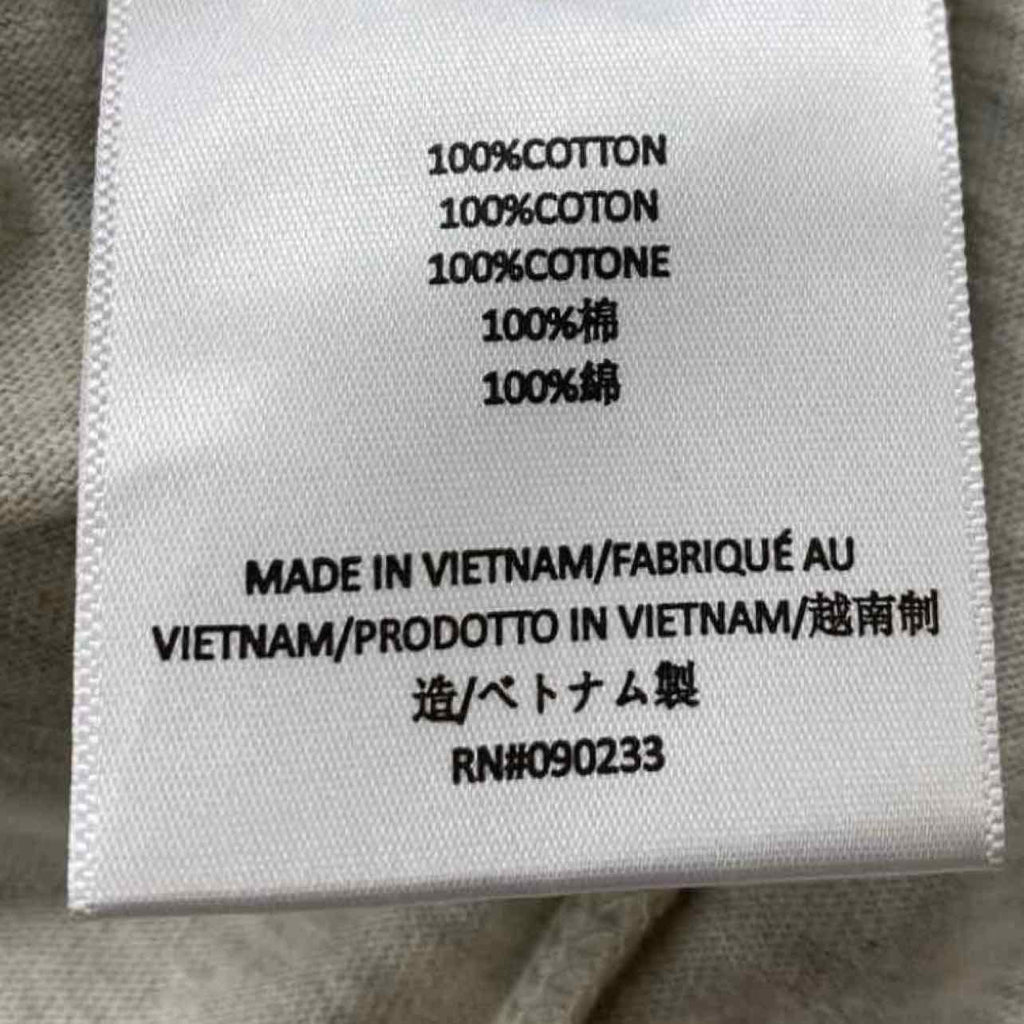 100%COTTON
100%COTON
100%COTONE
100%棉
100%綿
MADE IN VIETNAM/FABRIQUÉ AU
VIETNAM/PRODOTTO IN VIETNAM/越南制
造/ベトナム製
RN#090233